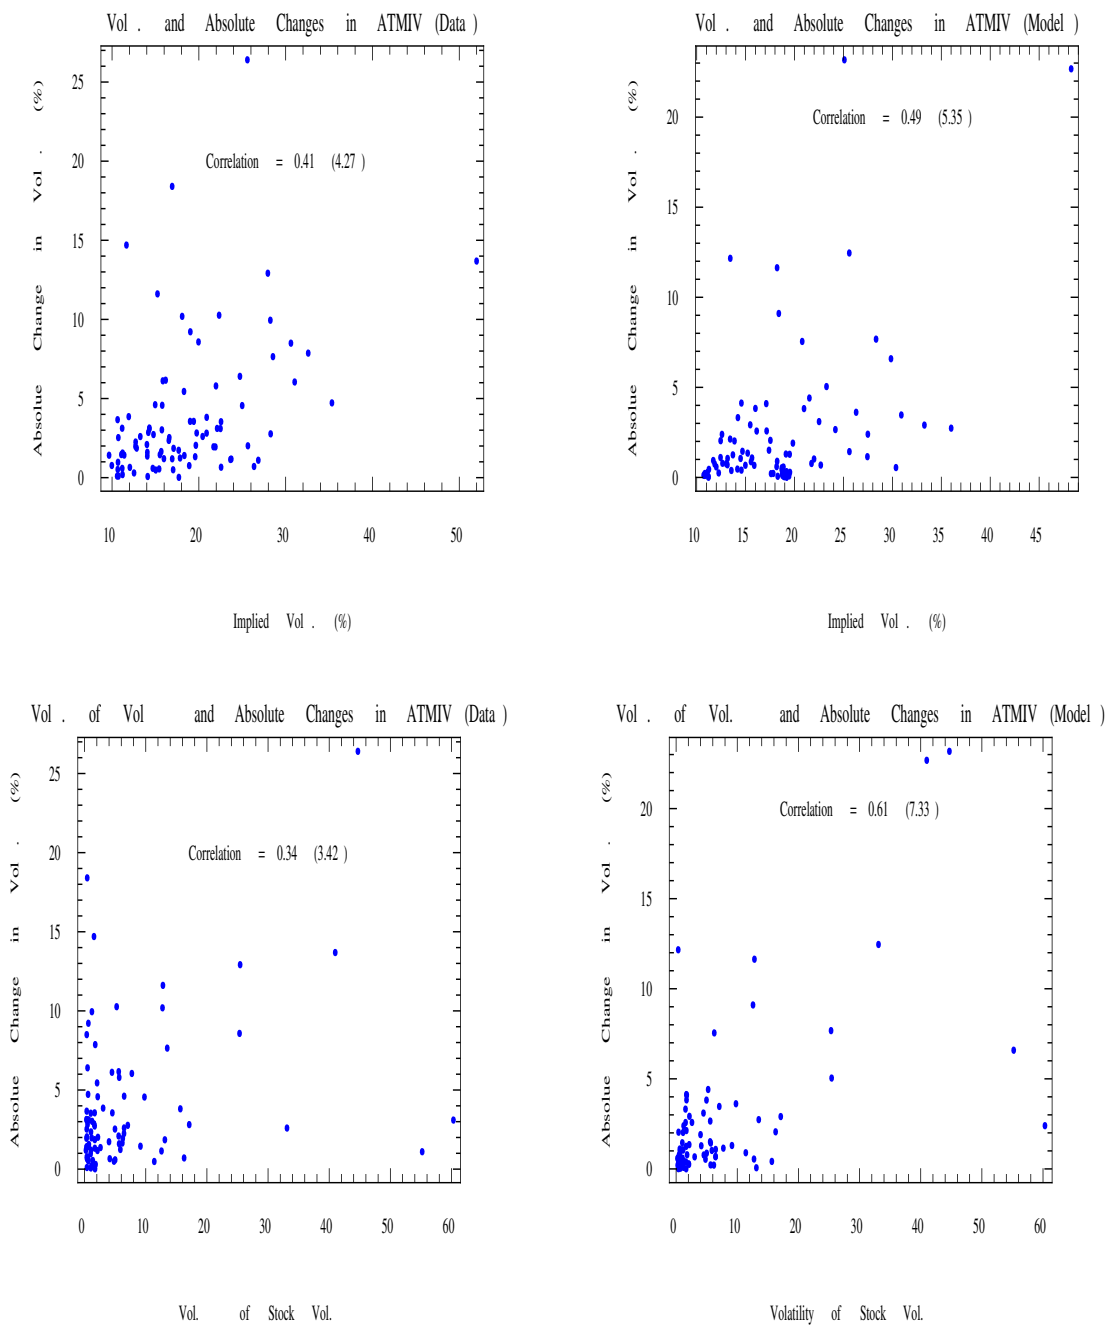 Vol . and Absolute Changes in ATMIV (Data )
Absolue Change in Vol . (%)
25
20
15
10
5
0
Correlation = 0.41 (4.27 )
10 20 30 40 50
Implied Vol . (%)
Vol . and Absolute Changes in ATMIV (Model )
Absolue Change in Vol . (%)
20
15
10
5
0
Correlation = 0.49 (5.35 )
10 15 20 25 30 35 40 45
Implied Vol . (%)
Vol . of Vol and Absolute Changes in ATMIV (Data )
Absolue Change in Vol . (%)
25
20
15
10
5
0
Correlation = 0.34 (3.42 )
0 10 20 30 40 50 60
Vol. of Stock Vol.
Vol . of Vol. and Absolute Changes in ATMIV (Model )
Absolue Change in Vol . (%)
20
15
10
5
0
Correlation = 0.61 (7.33 )
0 10 20 30 40 50 60
Volatility of Stock Vol.